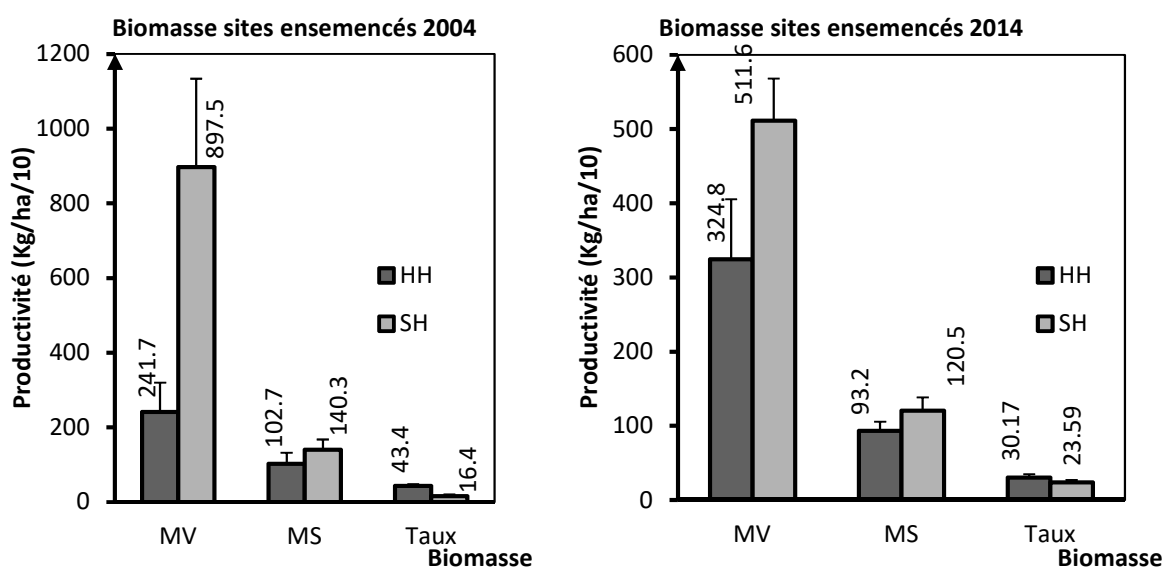 Biomasse sites ensemencés 2004
Productivité (Kg/ha/10)
1200
1000
800
600
400
200
0
241.7
897.5
102.7
140.3
43.4
16.4
HH
SH
MV MS Taux
Biomasse
Biomasse sites ensemencés 2014
Productivité (Kg/ha/10)
600
500
400
300
200
100
0
324.8
511.6
93.2
120.5
30.17
23.59
HH
SH
MV MS Taux
Biomasse